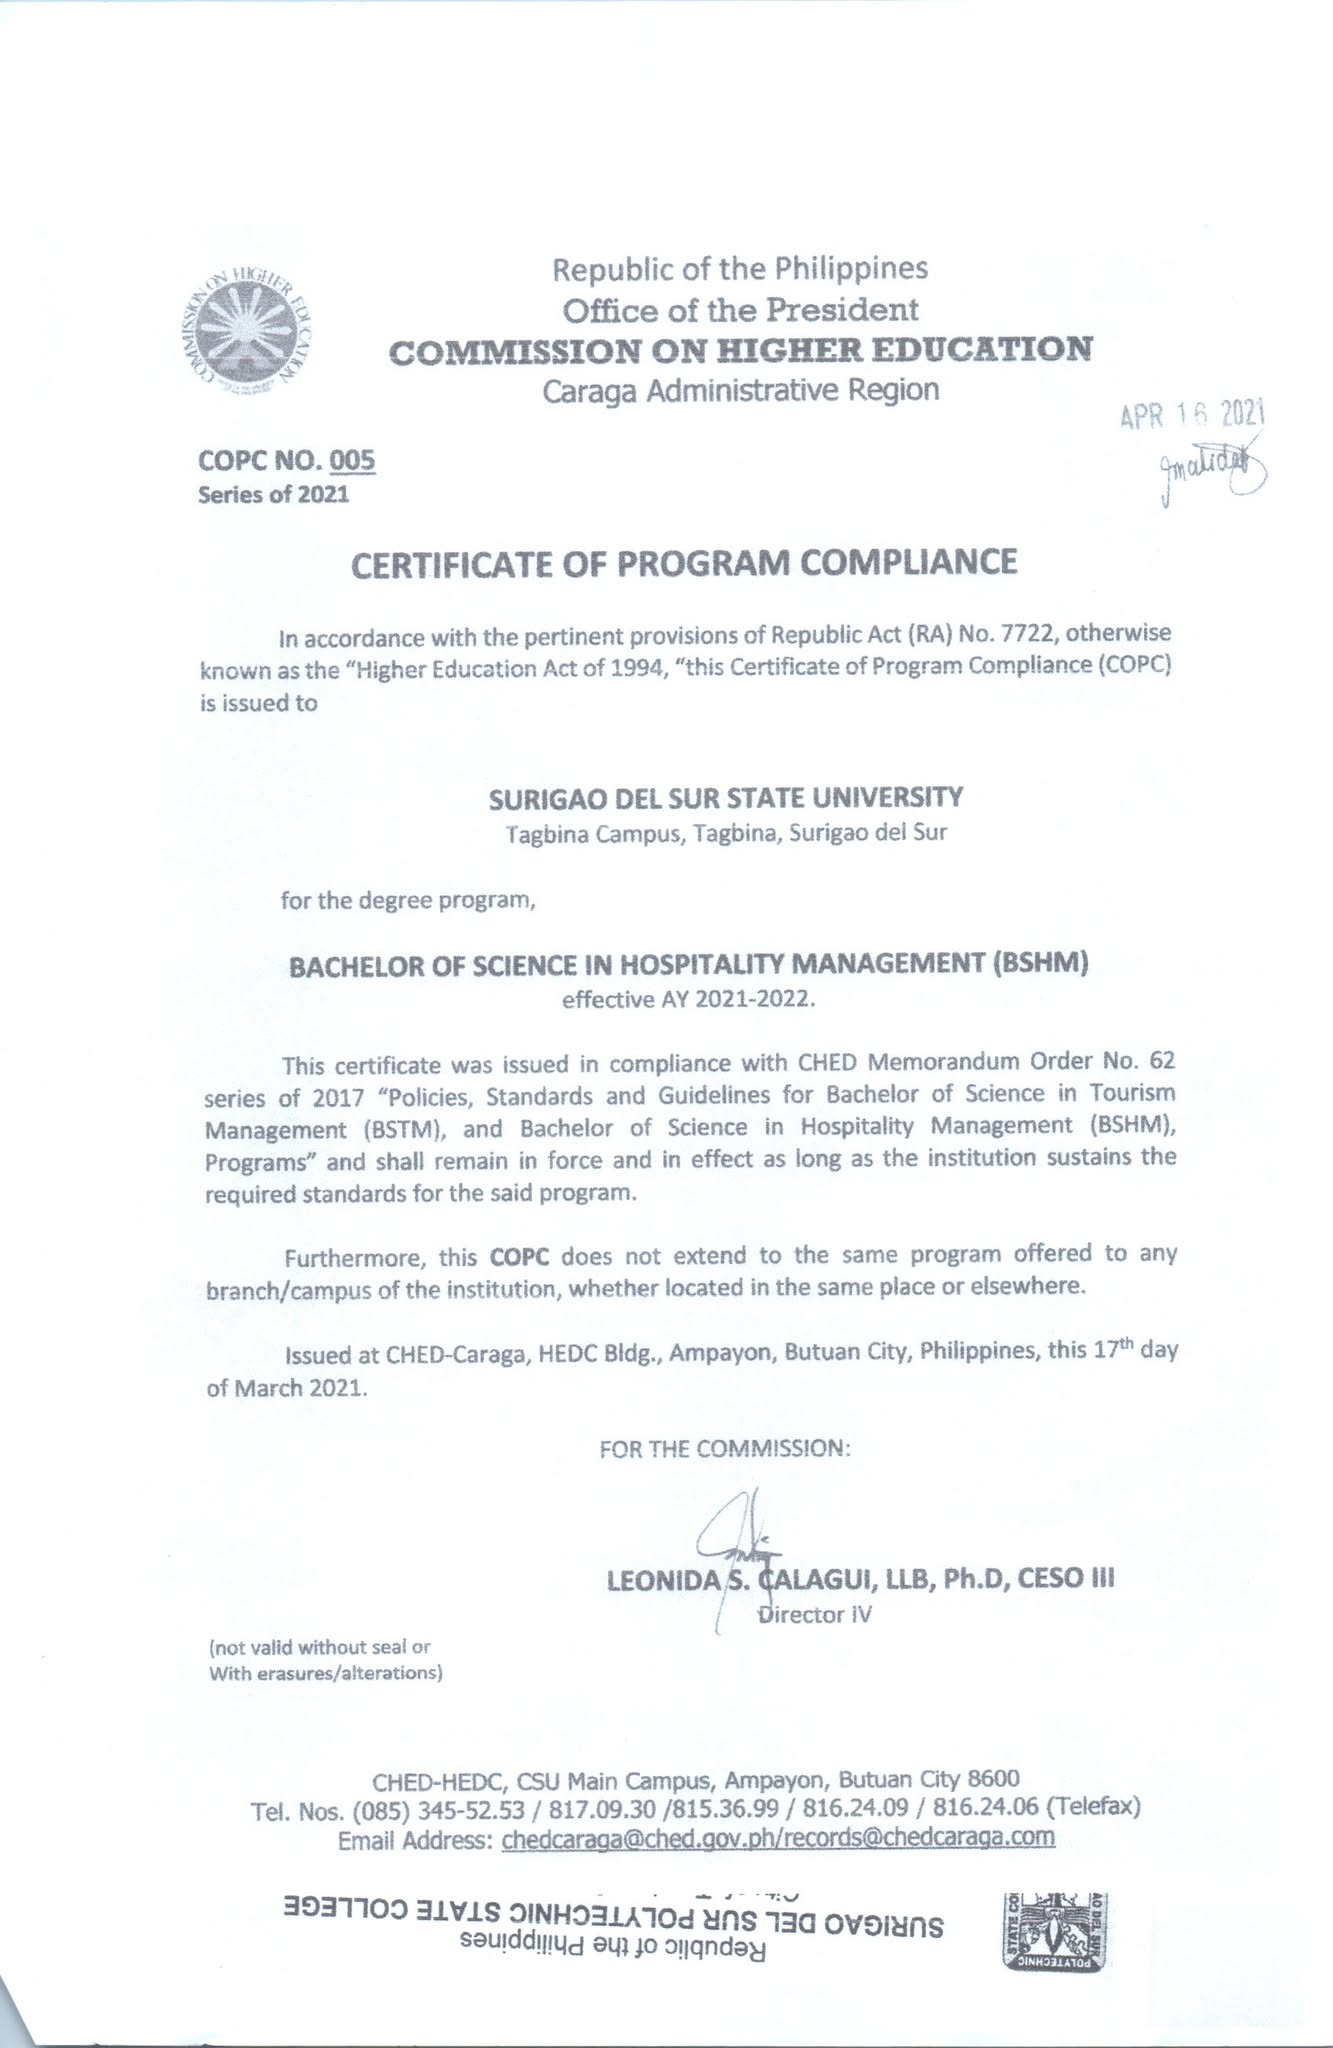 COMMISSION ON HIGHER EDUCATION
Republic of the Philippines
Office of the President
COMMISSION ON HIGHER EDUCATION
Caraga Administrative Region
APR 16 2021
COPC NO. 005
Series of 2021
CERTIFICATE OF PROGRAM COMPLIANCE
In accordance with the pertinent provisions of Republic Act (RA) No. 7722, otherwise
known as the “Higher Education Act of 1994, “this Certificate of Program Compliance (COPC)
is issued to
SURIGAO DEL SUR STATE UNIVERSITY
Tagbina Campus, Tagbina, Surigao del Sur
for the degree program,
BACHELOR OF SCIENCE IN HOSPITALITY MANAGEMENT (BSHM)
effective AY 2021-2022.
This certificate was issued in compliance with CHED Memorandum Order No. 62
series of 2017 “Policies, Standards and Guidelines for Bachelor of Science in Tourism
Management (BSTM), and Bachelor of Science in Hospitality Management (BSHM),
Programs” and shall remain in force and in effect as long as the institution sustains the
required standards for the said program.
Furthermore, this COPC does not extend to the same program offered to any
branch/campus of the institution, whether located in the same place or elsewhere.
Issued at CHED-Caraga, HEDC Bldg., Ampayon, Butuan City, Philippines, this 17th day
of March 2021.
FOR THE COMMISSION:
LEONIDA S. CALAGUI, LLB, Ph.D, CESO III
Director IV
(not valid without seal or
With erasures/alterations)
CHED-HEDC, CSU Main Campus, Ampayon, Butuan City 8600
Tel. Nos. (085) 345-52.53 / 817.09.30 /815.36.99 / 816.24.09 / 816.24.06 (Telefax)
Email Address: chedcaraga@ched.gov.ph/records@chedcaraga.com
Republic of the Philippines
SURIGAO DEL SUR POLYTECHNIC STATE COLLEGE
POLYTECHNIC